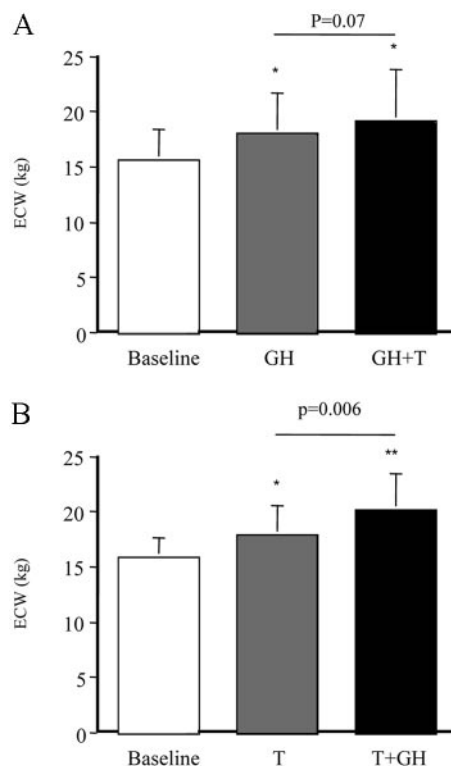 A
P=0.07
* *
25
20
15
10
5
0
ECW (kg)
Baseline GH GH+T
B
p=0.006
* **
25
20
15
10
5
0
ECW (kg)
Baseline T T+GH